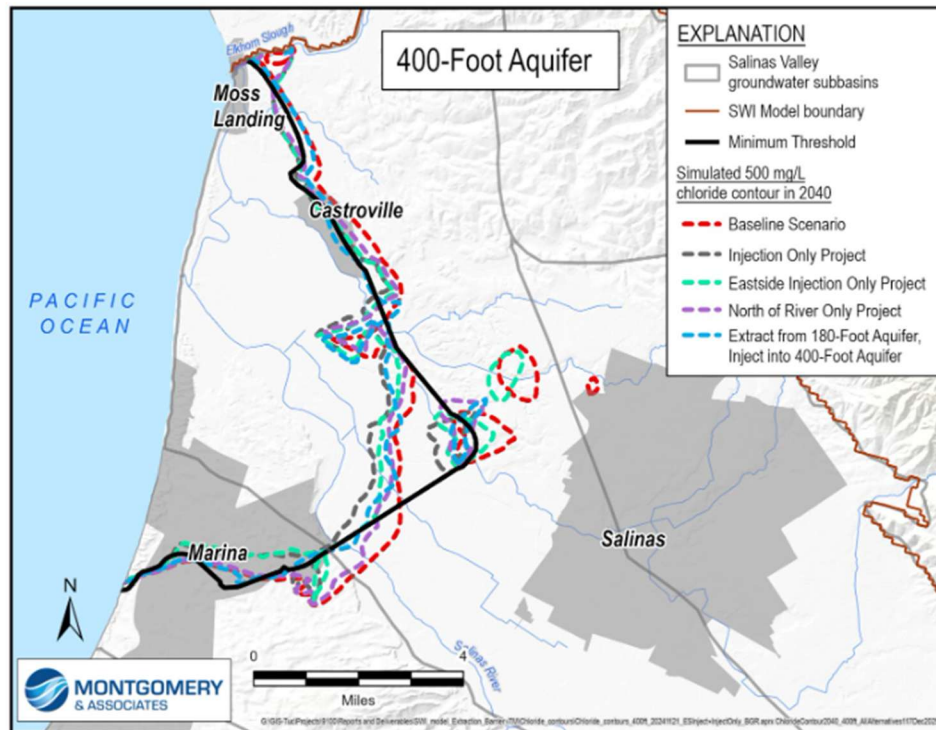 400-Foot Aquifer
EXPLANATION
Salinas Valley
groundwater subbasins
SWI Model boundary
Minimum Threshold
Simulated 500 mg/L
chloride contour in 2040
Baseline Scenario
Injection Only Project
Eastside Injection Only Project
North of River Only Project
Extract from 180-Foot Aquifer,
Inject into 400-Foot Aquifer
Elkhorn Slough
Moss
Landing
Castroville
PACIFIC
OCEAN
Marina
Salinas
Salinas River
N
0 4
Miles
MONTGOMERY
& ASSOCIATES